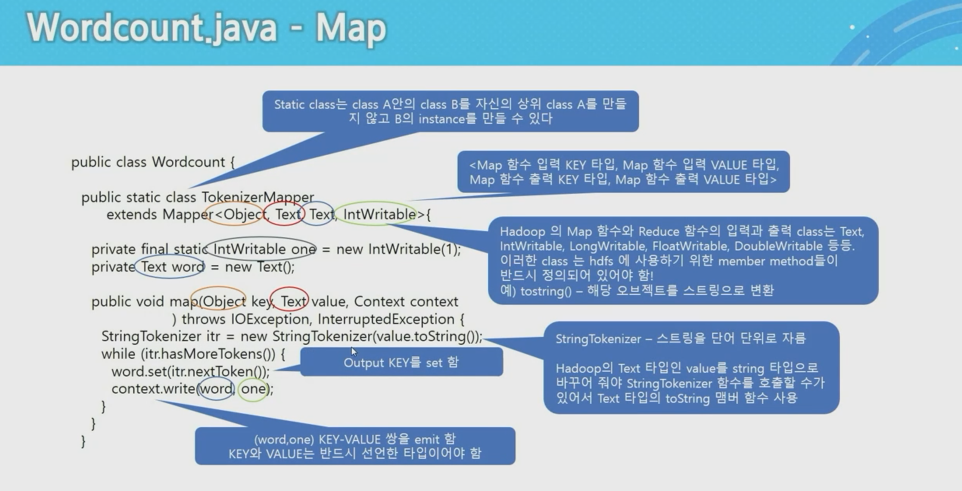 Wordcount.java - Map
Static class는 class A안의 class B를 자신의 상위 class A를 만들
지 않고 B의 instance를 만들 수 있다
public class Wordcount {
<Map 함수 입력 KEY 타입, Map 함수 입력 VALUE 타입,
Map 함수 출력 KEY 타입, Map 함수 출력 VALUE 타입>
public static class TokenizerMapper
extends Mapper<Object, Text, Text, IntWritable>{
Hadoop 의 Map 함수와 Reduce 함수의 입력과 출력 class는 Text,
IntWritable, LongWritable, FloatWritable, DoubleWritable 등등.
이러한 class 는 hdfs 에 사용하기 위한 member method들이
반드시 정의되어 있어야 함!
예) tostring() – 해당 오브젝트를 스트링으로 변환
private final static IntWritable one = new IntWritable(1);
private Text word = new Text();
public void map(Object key, Text value, Context context
) throws IOException, InterruptedException {
StringTokenizer itr = new StringTokenizer(value.toString());
while (itr.hasMoreTokens()) {
word.set(itr.nextToken());
context.write(word, one);
}
}
}
Output KEY를 set 함
StringTokenizer – 스트링을 단어 단위로 자름
Hadoop의 Text 타입인 value를 string 타입으로
바꾸어 줘야 StringTokenizer 함수를 호출할 수가
있어서 Text 타입의 toString 맴버 함수 사용
(word,one) KEY-VALUE 쌍을 emit 함
KEY와 VALUE는 반드시 선언한 타입이어야 함